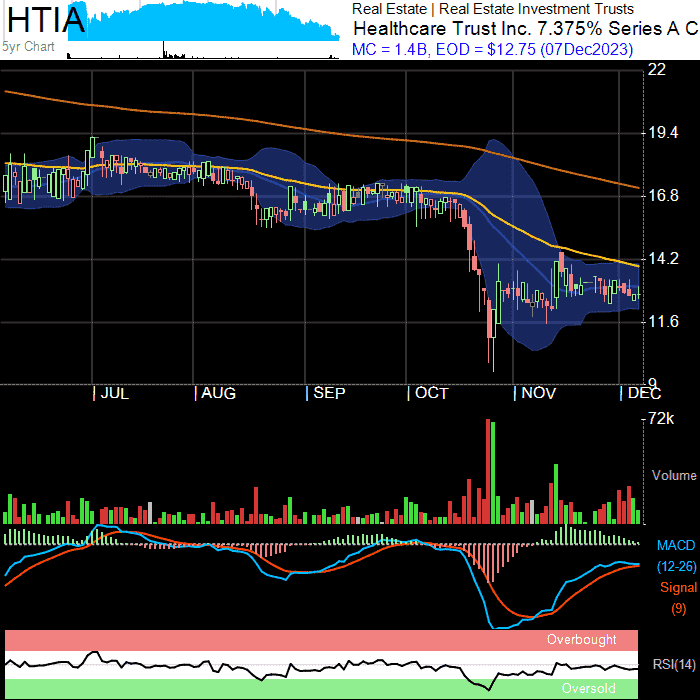 HTIA
5yr Chart
Real Estate | Real Estate Investment Trusts
Healthcare Trust Inc. 7.375% Series A C
MC = 1.4B, EOD = $12.75 (07Dec2023)
22
19.4
16.8
14.2
11.6
9
| JUL | AUG | SEP | OCT | NOV | DEC
72k
Volume
MACD
(12-26)
Signal
(9)
Overbought
RSI(14)
Oversold